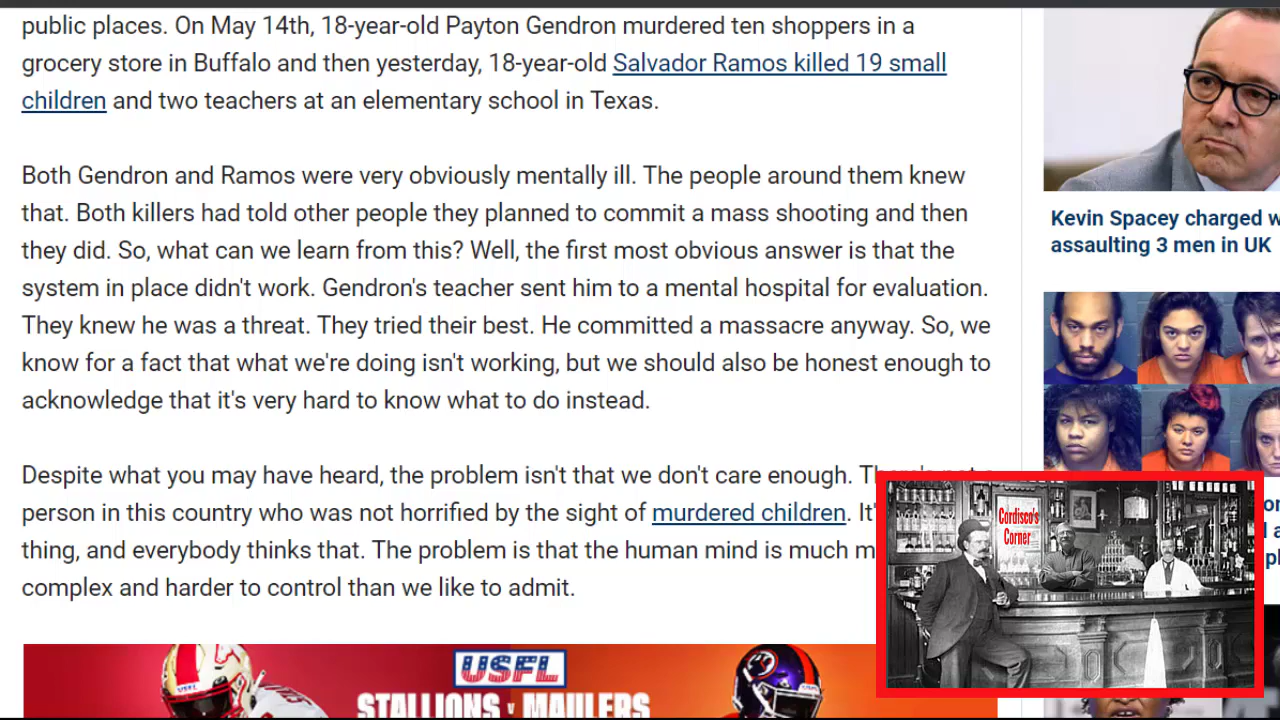 public places. On May 14th, 18-year-old Payton Gendron murdered ten shoppers in a
grocery store in Buffalo and then yesterday, 18-year-old Salvador Ramos killed 19 small
children and two teachers at an elementary school in Texas.
Both Gendron and Ramos were very obviously mentally ill. The people around them knew
that. Both killers had told other people they planned to commit a mass shooting and then
they did. So, what can we learn from this? Well, the first most obvious answer is that the
system in place didn't work. Gendron's teacher sent him to a mental hospital for evaluation.
They knew he was a threat. They tried their best. He committed a massacre anyway. So, we
know for a fact that what we're doing isn't working, but we should also be honest enough to
acknowledge that it's very hard to know what to do instead.
Despite what you may have heard, the problem isn't that we don't care enough.
person in this country who was not horrified by the sight of murdered children.
thing, and everybody thinks that. The problem is that the human mind is much
complex and harder to control than we like to admit.
USFL
STALLIONS v MAULERS
Kevin Spacey charged
assaulting 3 men in UK
Cordisco's
Corner